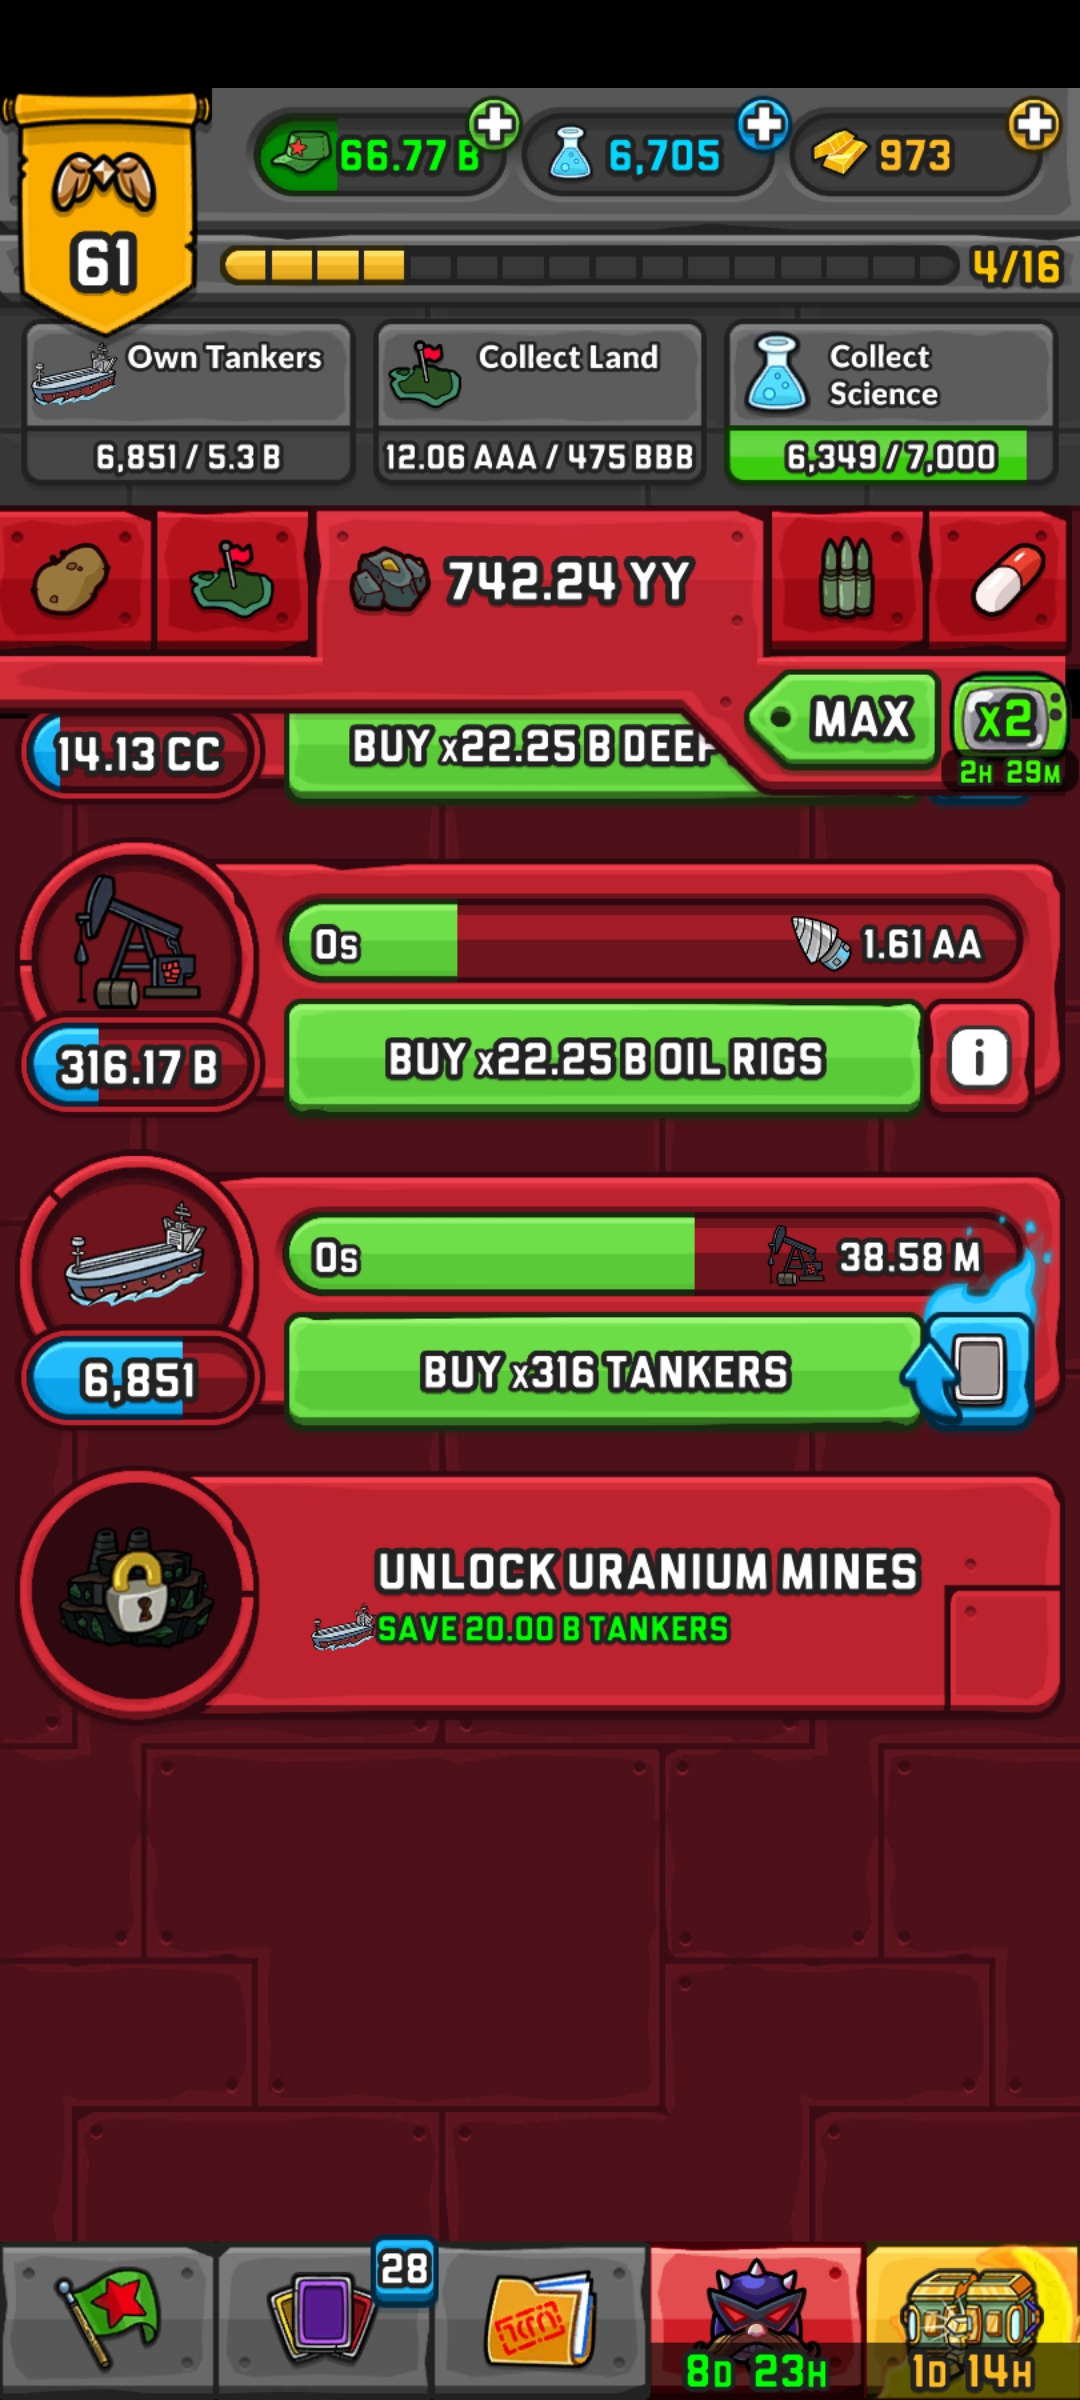 61
66.77 B
6,705
973
4/16
Own Tankers
6,851 / 5.3 B
Collect Land
12.06 AAA / 475 BBB
Collect
Science
6,349 / 7,000
742.24 YY
MAX
x2
2H 29M
14.13 CC
BUY x22.25 B DEEP
0s
1.61 AA
316.17 B
BUY x22.25 B OIL RIGS
i
0s
38.58 M
6,851
BUY x316 TANKERS
UNLOCK URANIUM MINES
SAVE 20.00 B TANKERS
28
8D 23H
1D 14H